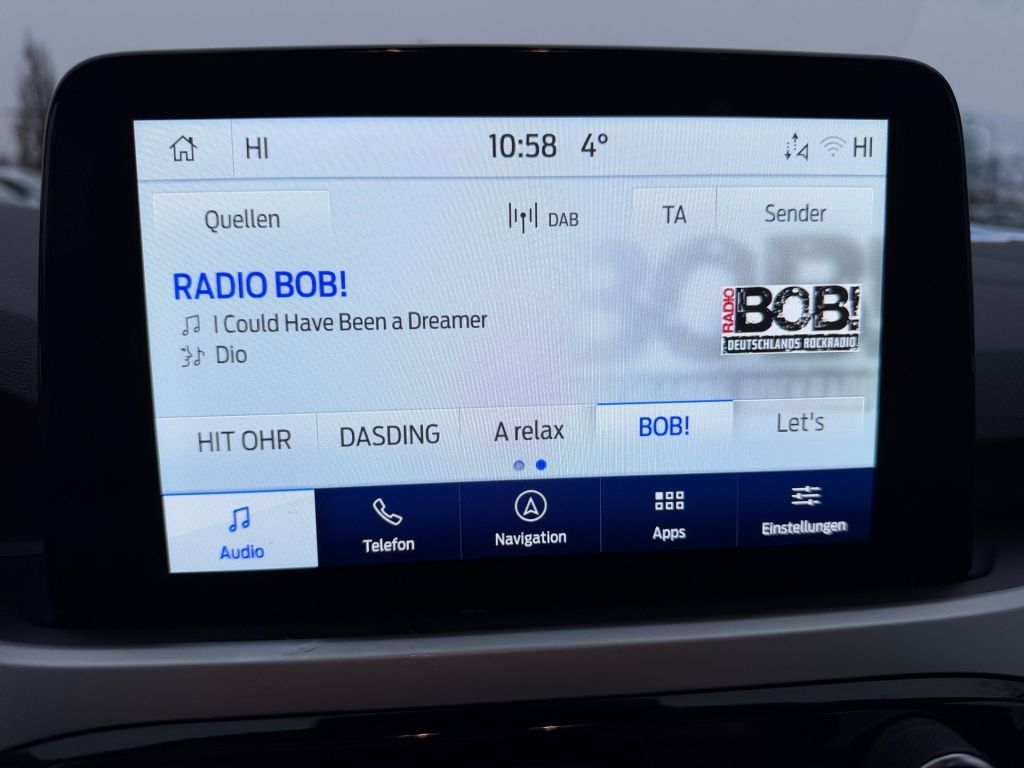 HI 10:58 4° HI
Quellen DAB TA Sender
RADIO BOB!
I Could Have Been a Dreamer
Dio
RADIO BOB!
DEUTSCHLANDS ROCKRADIO
HIT OHR DASDING A relax BOB! Let's
Audio Telefon Navigation Apps Einstellungen